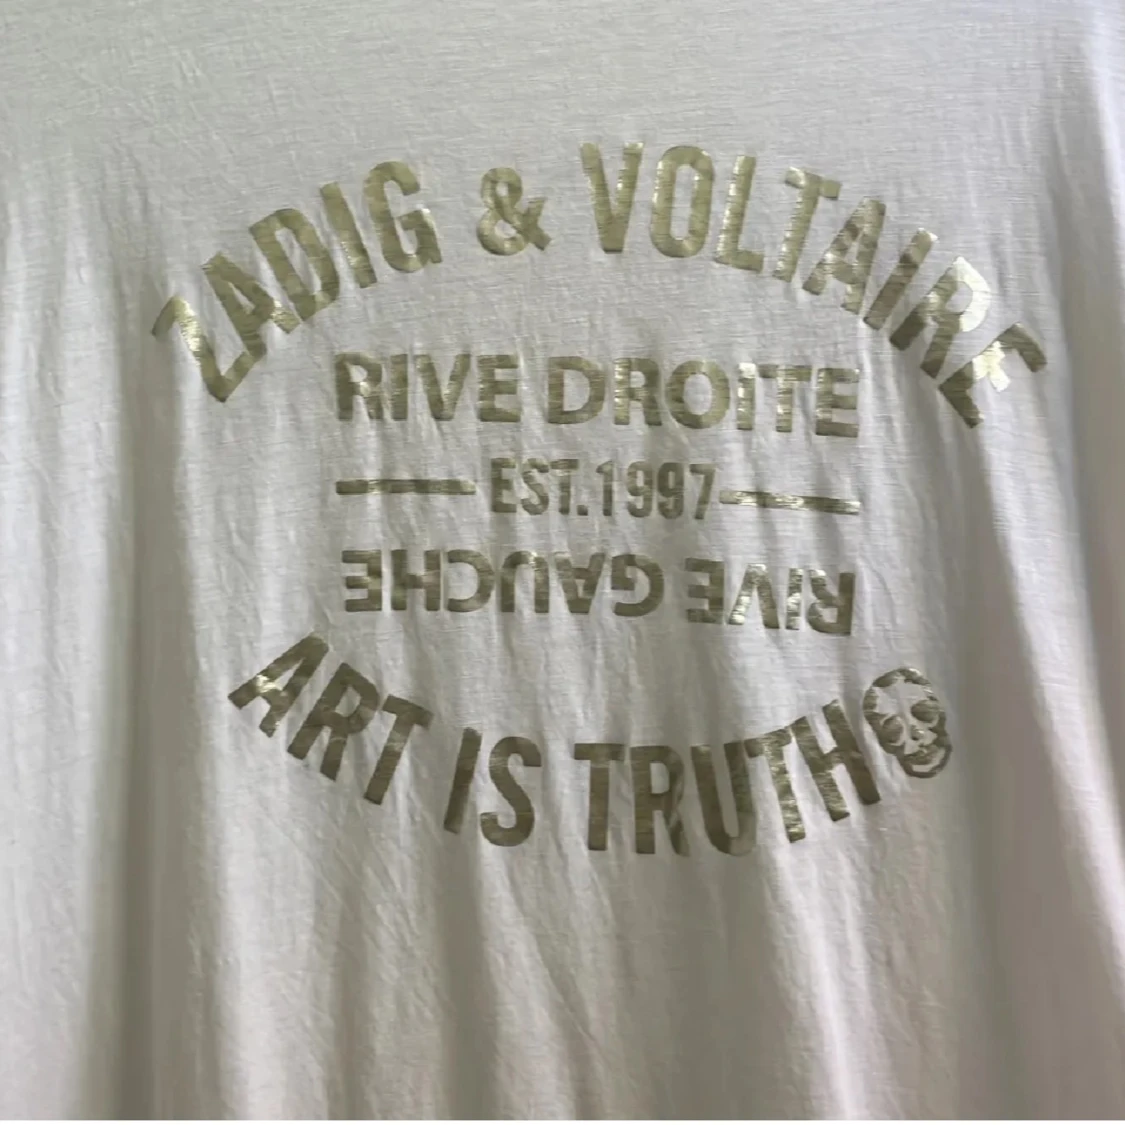 ZADIG & VOLTAIRE
RIVE DROITE
EST.1997
RIVE GAUCHE
ART IS TRUTH